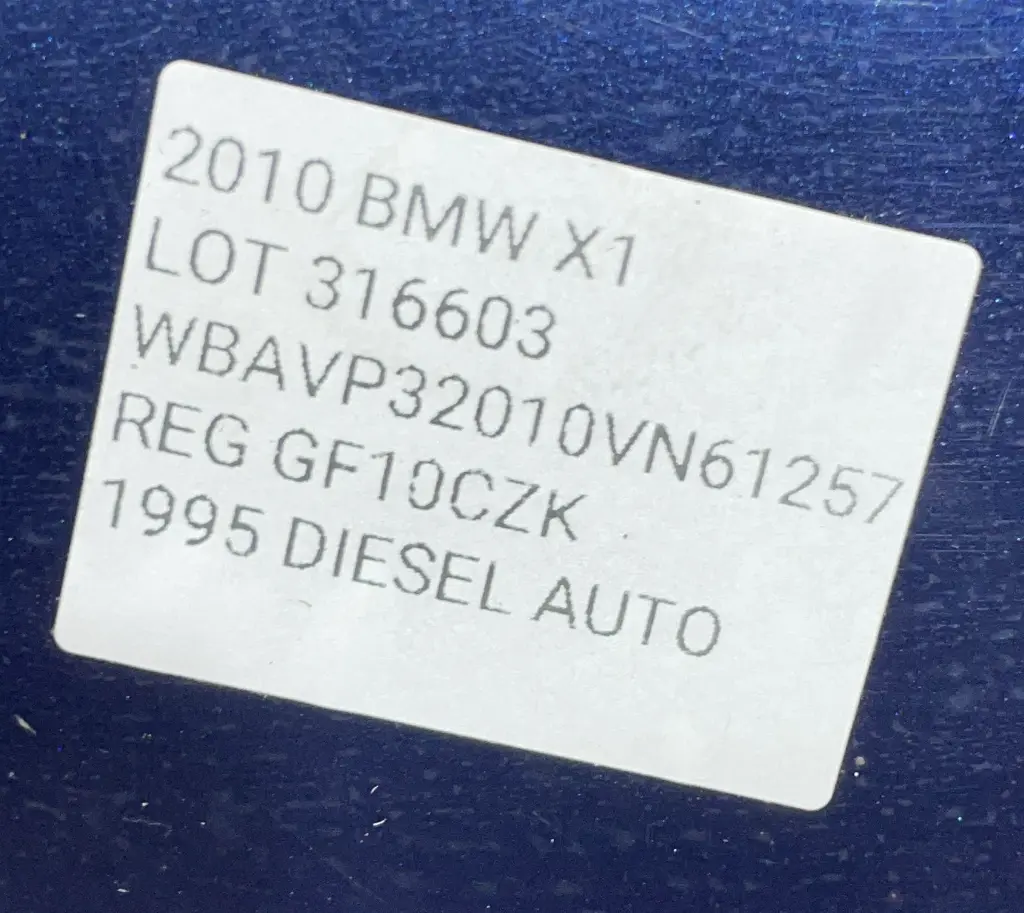 2010 BMW X1
LOT 316603
WBAVP32010VN61257
REG GF10CZK
1995 DIESEL AUTO